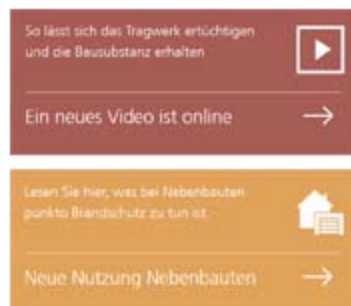 So lässt sich das Tragwerk ertüchtigen
und die Bausubstanz erhalten
Ein neues Video ist online
Lesen Sie hier, was bei Nebenbauten
punkto Brandschutz zu tun ist
Neue Nutzung Nebenbauten